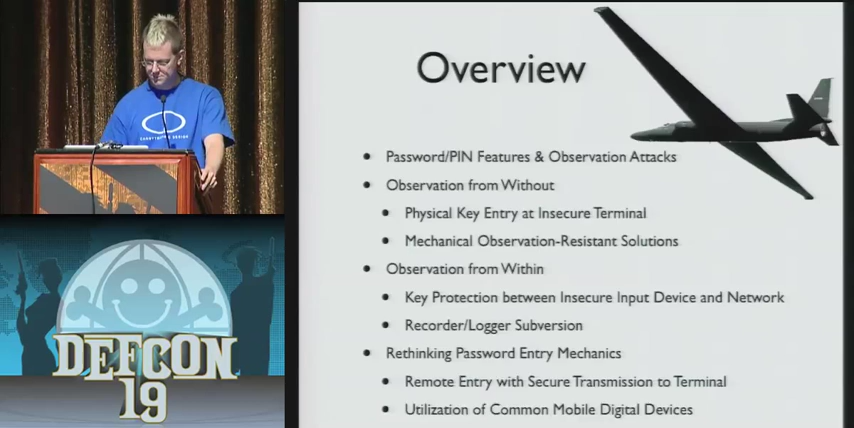 Overview
Password/PIN Features & Observation Attacks
Observation from Without
Physical Key Entry at Insecure Terminal
Mechanical Observation-Resistant Solutions
Observation from Within
Key Protection between Insecure Input Device and Network
Recorder/Logger Subversion
Rethinking Password Entry Mechanics
Remote Entry with Secure Transmission to Terminal
Utilization of Common Mobile Digital Devices
DEFCON
19